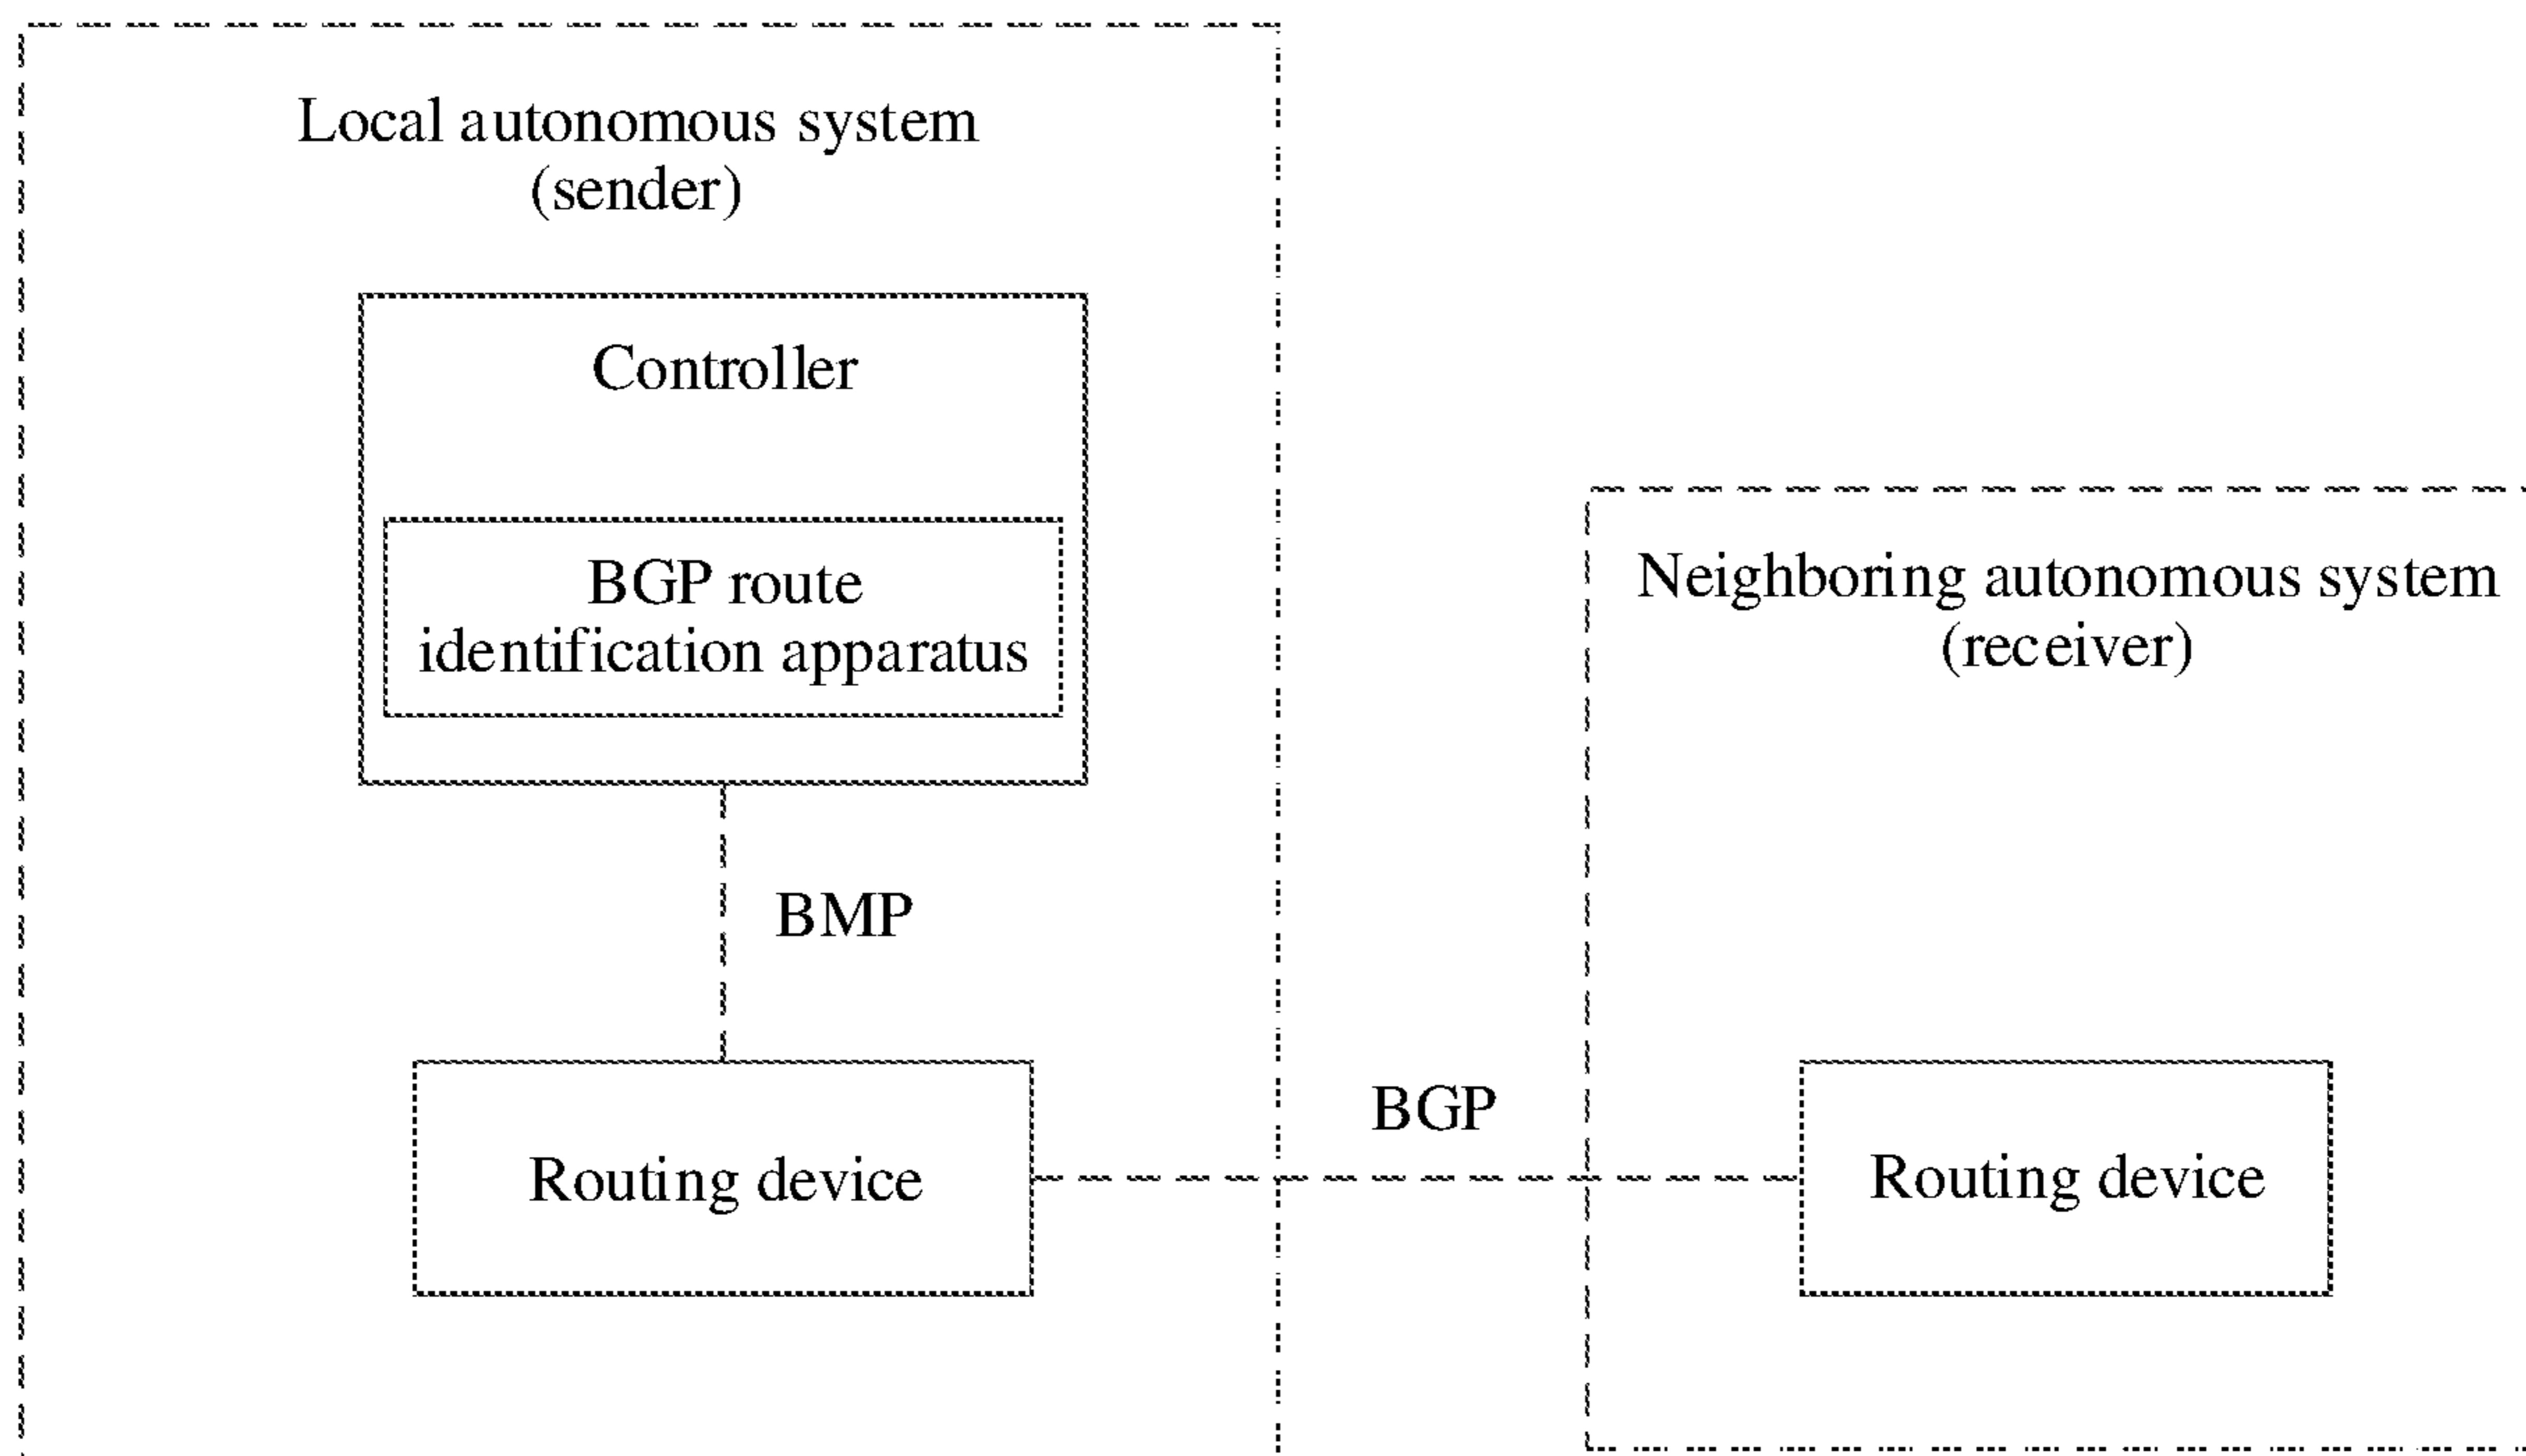 Local autonomous system
(sender)
Controller
BGP route
identification apparatus
BMP
Routing device
BGP
Neighboring autonomous system
(receiver)
Routing device